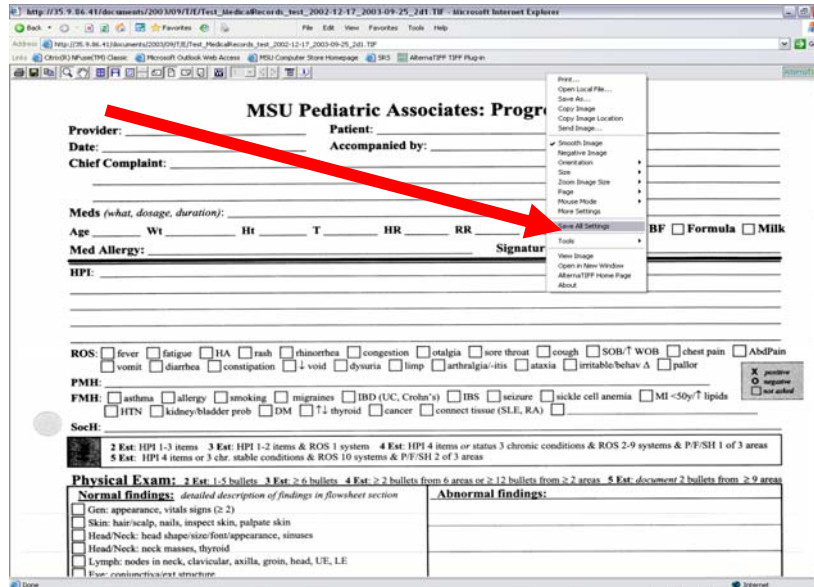 http://35.9.86.41/documents/2003/09/T/E/Test_MedicalRecords_test_2002-12-17_2003-09-25_2d1.TIF - Microsoft Internet Explorer
Back Favorites File Edit View Favorites Tools Help
Address http://35.9.86.41/documents/2003/09/T/E/Test_MedicalRecords_test_2002-12-17_2003-09-25_2d1.TIF Go
Links Citrix(R) NFuse(TM) Classic Microsoft Outlook Web Access MSU Computer Store Homepage SRS AlternaTIFF TIFF Plug-in
MSU Pediatric Associates: Progre
Provider: Patient:
Date: Accompanied by:
Chief Complaint:
Meds (what, dosage, duration):
Age Wt Ht T HR RR BF Formula Milk
Med Allergy: Signatur
Print...
Open Local File...
Save As...
Copy Image
Copy Image Location
Send Image...
Smooth Image
Negative Image
Orientation
Size
Zoom Image Size
Page
Mouse Mode
More Settings
Save All Settings
Tools
View Image
Open in New Window
AlternaTIFF Home Page
About
HPI:
ROS: fever fatigue HA rash rhinorrhea congestion otalgia sore throat cough SOB/↑ WOB chest pain AbdPain
vomit diarrhea constipation ↓ void dysuria limp arthralgia/-itis ataxia irritable/behav Δ pallor
X positive
O negative
not asked
PMH:
FMH: asthma allergy smoking migraines IBD (UC, Crohn's) IBS seizure sickle cell anemia MI <50y/↑ lipids
HTN kidney/bladder prob DM ↑↓ thyroid cancer connect tissue (SLE, RA)
SocH:
2 Est: HPI 1-3 items 3 Est: HPI 1-2 items & ROS 1 system 4 Est: HPI 4 items or status 3 chronic conditions & ROS 2-9 systems & P/F/SH 1 of 3 areas
5 Est: HPI 4 items or 3 chr. stable conditions & ROS 10 systems & P/F/SH 2 of 3 areas
Physical Exam: 2 Est: 1-5 bullets 3 Est: ≥ 6 bullets 4 Est: ≥ 2 bullets from 6 areas or ≥ 12 bullets from ≥ 2 areas 5 Est: document 2 bullets from ≥ 9 areas
Normal findings: detailed description of findings in flowsheet section Abnormal findings:
Gen: appearance, vitals signs (≥ 2)
Skin: hair/scalp, nails, inspect skin, palpate skin
Head/Neck: head shape/size/font/appearance, sinuses
Head/Neck: neck masses, thyroid
Lymph: nodes in neck, clavicular, axilla, groin, head, UE, LE
Eye: conjunctiva/ext structure
Done Internet